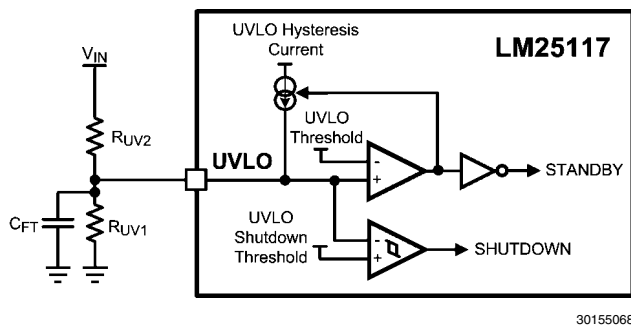 UVLO Hysteresis
Current
LM25117
VIN
RUV2
UVLO
Threshold
UVLO
-
+
STANDBY
CFT
RUV1
UVLO
Shutdown
Threshold
-
+
SHUTDOWN
30155068